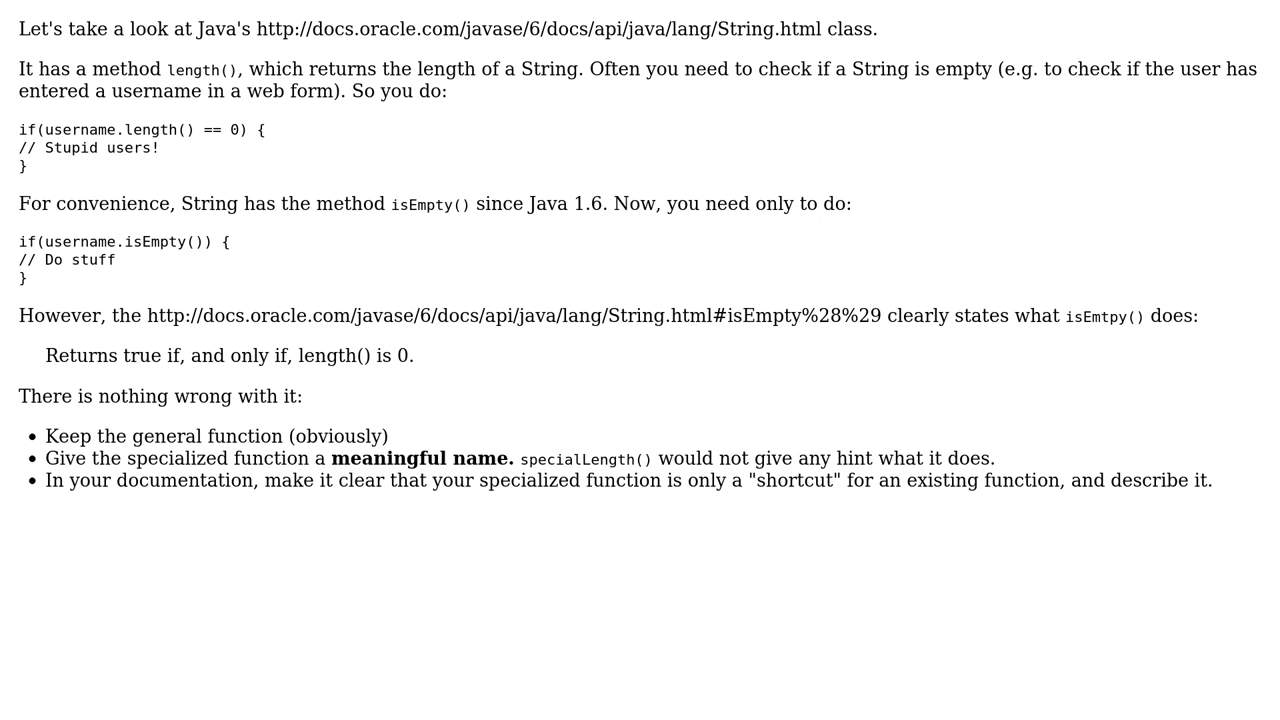 Let's take a look at Java's http://docs.oracle.com/javase/6/docs/api/java/lang/String.html class.
It has a method length(), which returns the length of a String. Often you need to check if a String is empty (e.g. to check if the user has
entered a username in a web form). So you do:
if(username.length() == 0) {
// Stupid users!
}
For convenience, String has the method isEmpty() since Java 1.6. Now, you need only to do:
if(username.isEmpty()) {
// Do stuff
}
However, the http://docs.oracle.com/javase/6/docs/api/java/lang/String.html#isEmpty%28%29 clearly states what isEmtpy() does:
Returns true if, and only if, length() is 0.
There is nothing wrong with it:
• Keep the general function (obviously)
• Give the specialized function a meaningful name. specialLength() would not give any hint what it does.
• In your documentation, make it clear that your specialized function is only a "shortcut" for an existing function, and describe it.